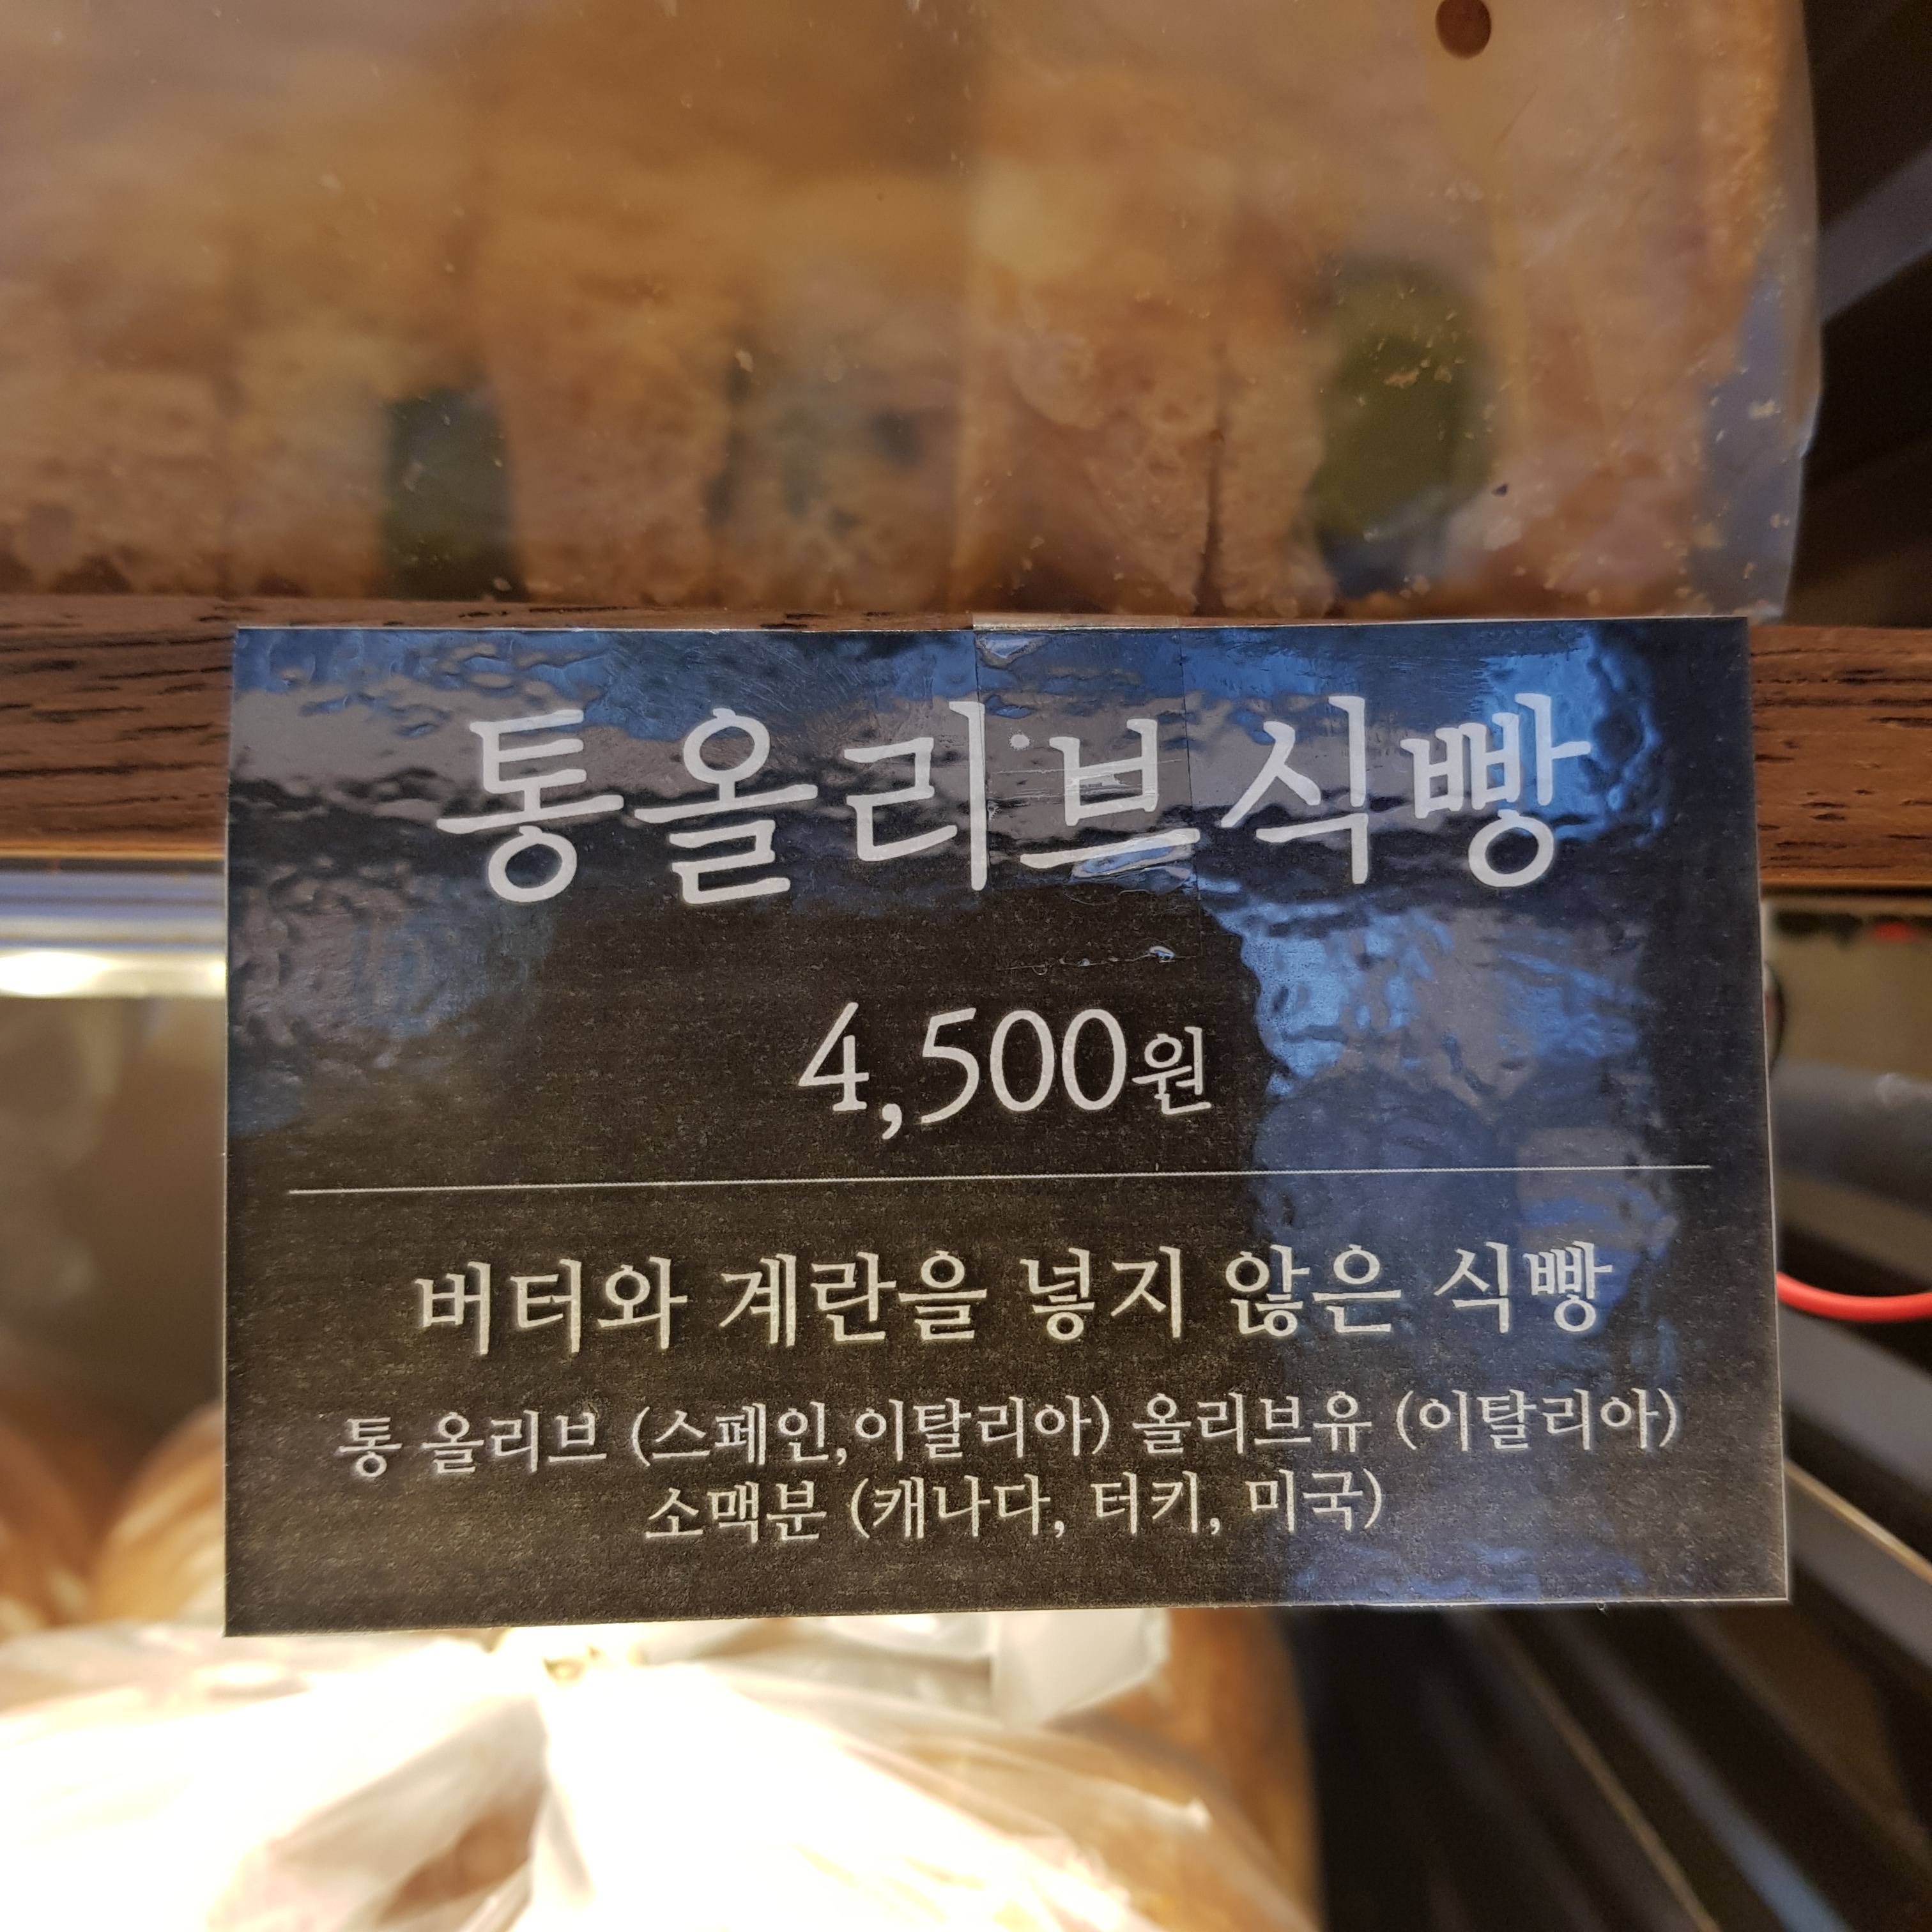 통올리브식빵
4,500원
버터와 계란을 넣지 않은 식빵
통 올리브 (스페인,이탈리아) 올리브유 (이탈리아)
소맥분 (캐나다, 터키, 미국)